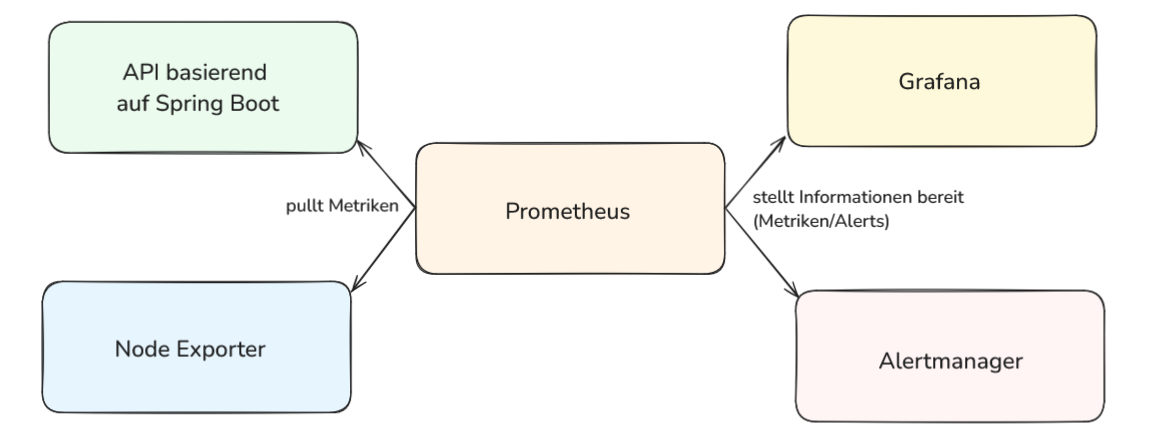 API basierend
auf Spring Boot
Grafana
pullt Metriken
Prometheus
stellt Informationen bereit
(Metriken/Alerts)
Node Exporter
Alertmanager